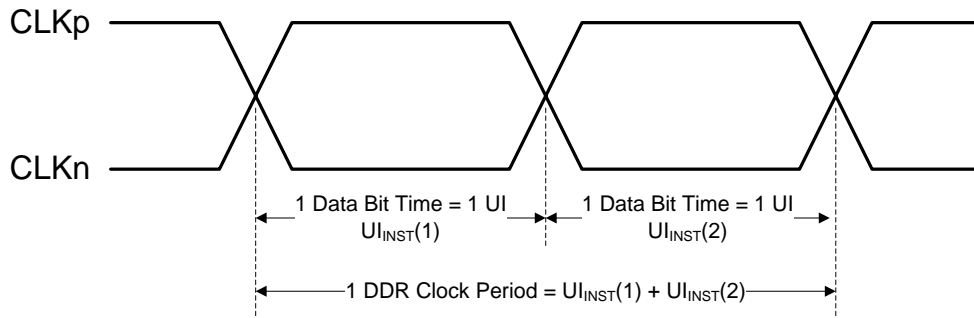 CLKp
CLKn
1 Data Bit Time = 1 UI
UIINST(1)
1 Data Bit Time = 1 UI
UIINST(2)
1 DDR Clock Period = UIINST(1) + UIINST(2)